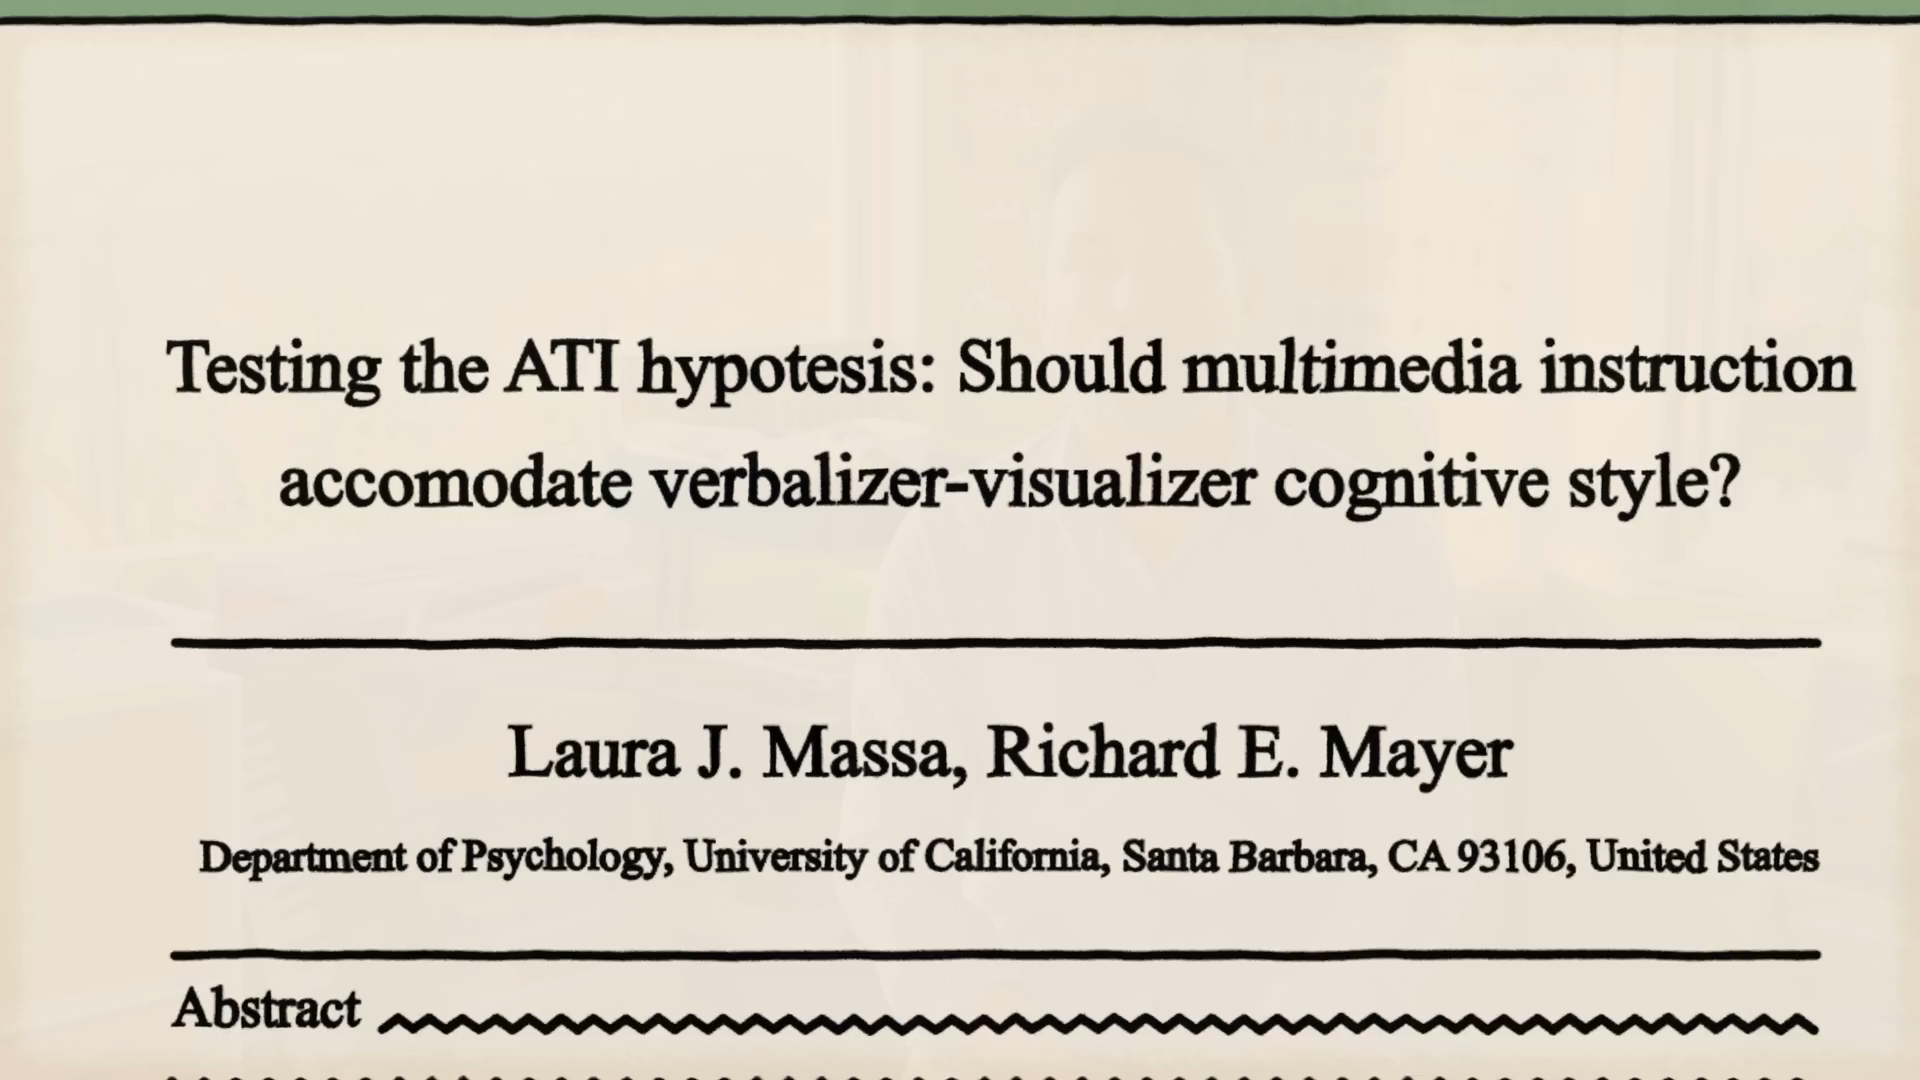 Testing the ATI hypotesis: Should multimedia instruction
accomodate verbalizer-visualizer cognitive style?
Laura J. Massa, Richard E. Mayer
Department of Psychology, University of California, Santa Barbara, CA 93106, United States
Abstract